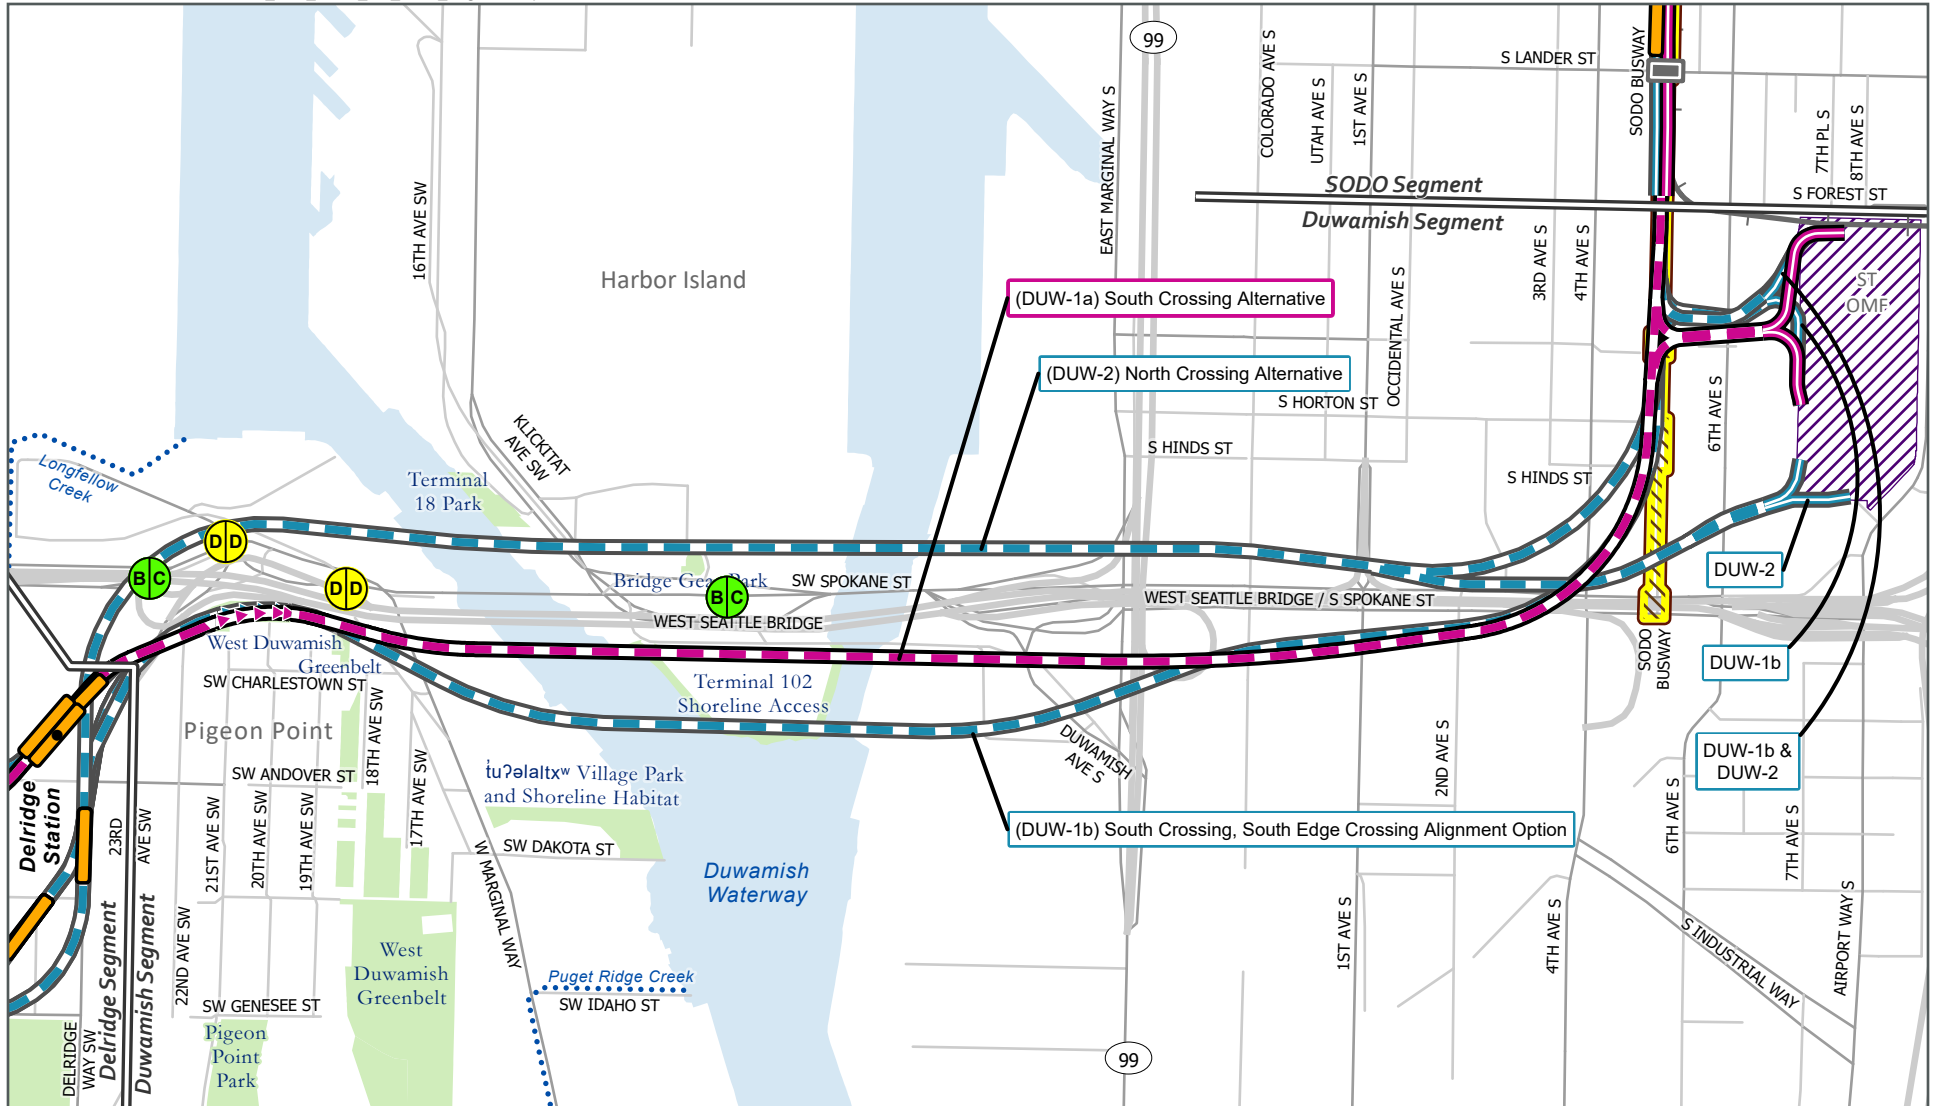 99
S LANDER ST
COLORADO AVE S
UTAH AVE S
1ST AVE S
EAST MARGINAL WAY S
SODO BUSWAY
7TH PL S
8TH AVE S
SODO Segment
S FOREST ST
Duwamish Segment
16TH AVE SW
Harbor Island
3RD AVE S
4TH AVE S
OCCIDENTAL AVE S
ST
OMF
(DUW-1a) South Crossing Alternative
(DUW-2) North Crossing Alternative
S HORTON ST
6TH AVE S
KLICKITAT
AVE SW
S HINDS ST
S HINDS ST
Longfellow
Creek
Terminal
18 Park
D D
B C
D D
B C
Bridge Gear Park
SW SPOKANE ST
WEST SEATTLE BRIDGE / S SPOKANE ST
WEST SEATTLE BRIDGE
DUW-2
West Duwamish
Greenbelt
SODO
BUSWAY
DUW-1b
SW CHARLESTOWN ST
Terminal 102
Shoreline Access
Pigeon Point
18TH AVE SW
17TH AVE SW
DUWAMISH
AVE S
2ND AVE S
DUW-1b &
DUW-2
SW ANDOVER ST
t̓uʔəlaltxʷ Village Park
and Shoreline Habitat
Delridge
Station
23RD
AVE SW
21ST AVE SW
20TH AVE SW
19TH AVE SW
(DUW-1b) South Crossing, South Edge Crossing Alignment Option
6TH AVE S
7TH AVE S
SW DAKOTA ST
W MARGINAL WAY
Duwamish
Waterway
22ND AVE SW
Delridge Segment
Duwamish Segment
West
Duwamish
Greenbelt
1ST AVE S
4TH AVE S
S INDUSTRIAL WAY
AIRPORT WAY S
Puget Ridge Creek
SW IDAHO ST
SW GENESEE ST
Pigeon
Point
Park
DELRIDGE
WAY SW
99